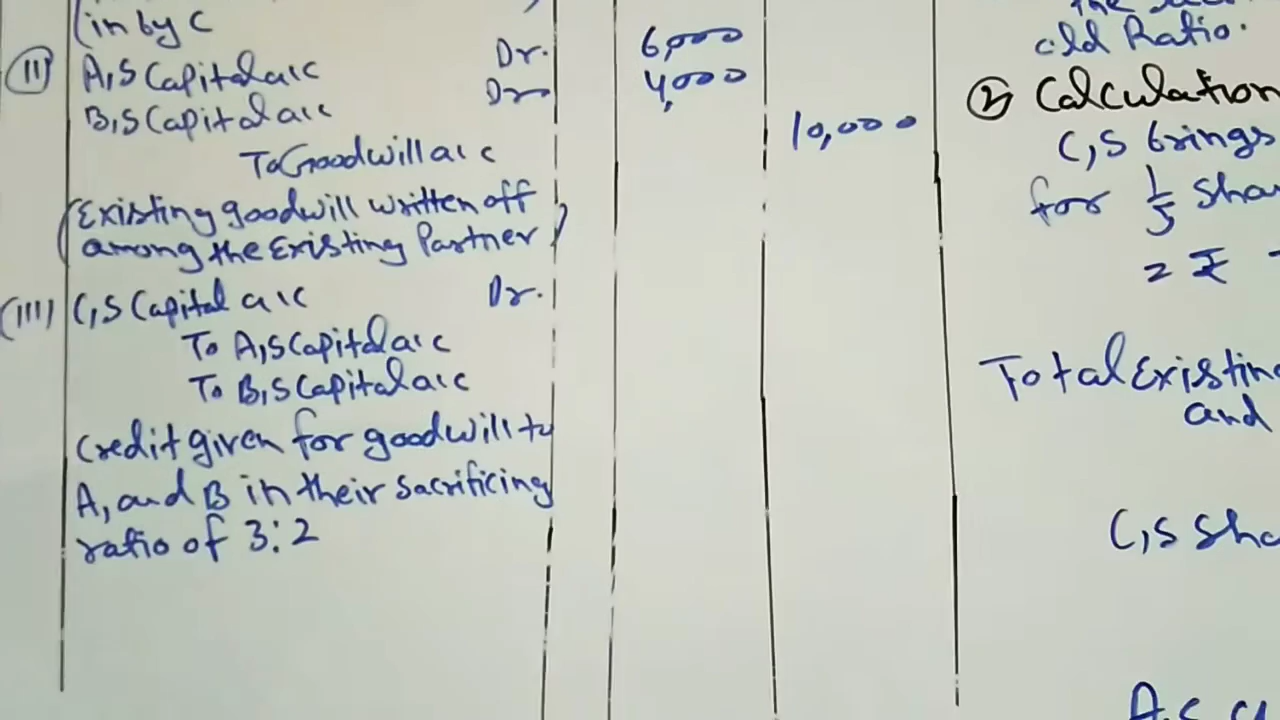 (in by C
(II) A,S Capital a/c Dr. 6,000
B,S Capital a/c Dr 4,000
To Goodwill a/c 10,000
(Existing goodwill written off
among the Existing Partner)
(III) C,S Capital a/c Dr.
To A,S Capital a/c
To B,S Capital a/c
Credit given for goodwill to
A, and B in their sacrificing
ratio of 3:2
the
old Ratio.
② Calculation
C,S brings
for 1/5 Sha
= ₹
Total Existin
and
C,S Sha
A,S